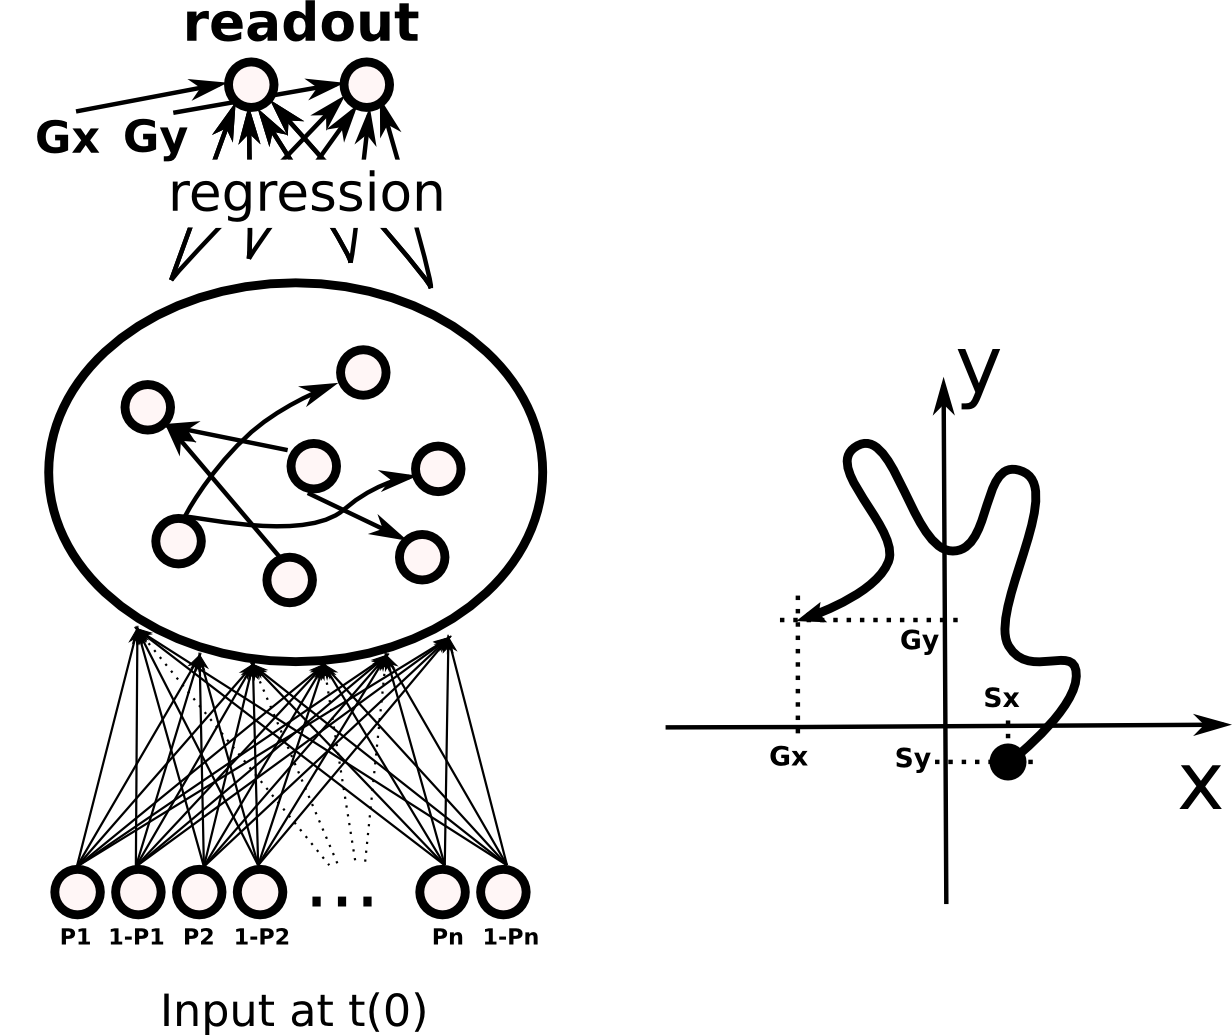 readout
Gx Gy
regression
P1 1-P1 P2 1-P2 ... Pn 1-Pn
Input at t(0)
y
Gy
Sx
Gx
Sy
x